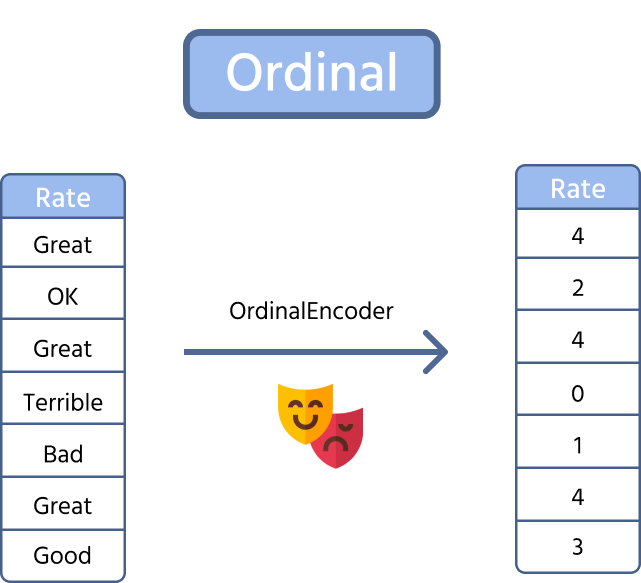 Ordinal
Rate
Great
OK
Great
Terrible
Bad
Great
Good
OrdinalEncoder
Rate
4
2
4
0
1
4
3